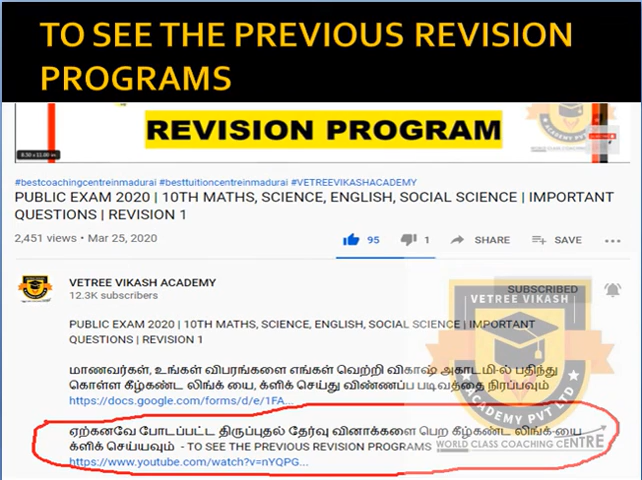 TO SEE THE PREVIOUS REVISION
PROGRAMS
REVISION PROGRAM
8.50 x 11.00 in
#bestcoachingcentreinmadurai #besttuitioncentreinmadurai #VETREEVIKASHACADEMY
PUBLIC EXAM 2020 | 10TH MATHS, SCIENCE, ENGLISH, SOCIAL SCIENCE | IMPORTANT
QUESTIONS | REVISION 1
2,451 views • Mar 25, 2020
95
1
SHARE
SAVE
VETREE VIKASH ACADEMY
12.3K subscribers
SUBSCRIBED
VETREE VIKASH
ACADEMY PVT LTD
WORLD CLASS COACHING CENTRE
PUBLIC EXAM 2020 | 10TH MATHS, SCIENCE, ENGLISH, SOCIAL SCIENCE | IMPORTANT
QUESTIONS | REVISION 1
மாணவர்கள், உங்கள் விபரங்களை எங்கள் வெற்றி விகாஷ் அகாடமி-ல் பதிந்து
கொள்ள கீழ்கண்ட லிங்க் யை, க்ளிக் செய்து விண்ணப்ப படிவத்தை நிரப்பவும்
https://docs.google.com/forms/d/e/1FA...
ஏற்கனவே போடப்பட்ட திருப்புதல் தேர்வு வினாக்களை பெற கீழ்கண்ட லிங்க்-யை
க்ளிக் செய்யவும் - TO SEE THE PREVIOUS REVISION PROGRAMS
https://www.youtube.com/watch?v=nYQPG...